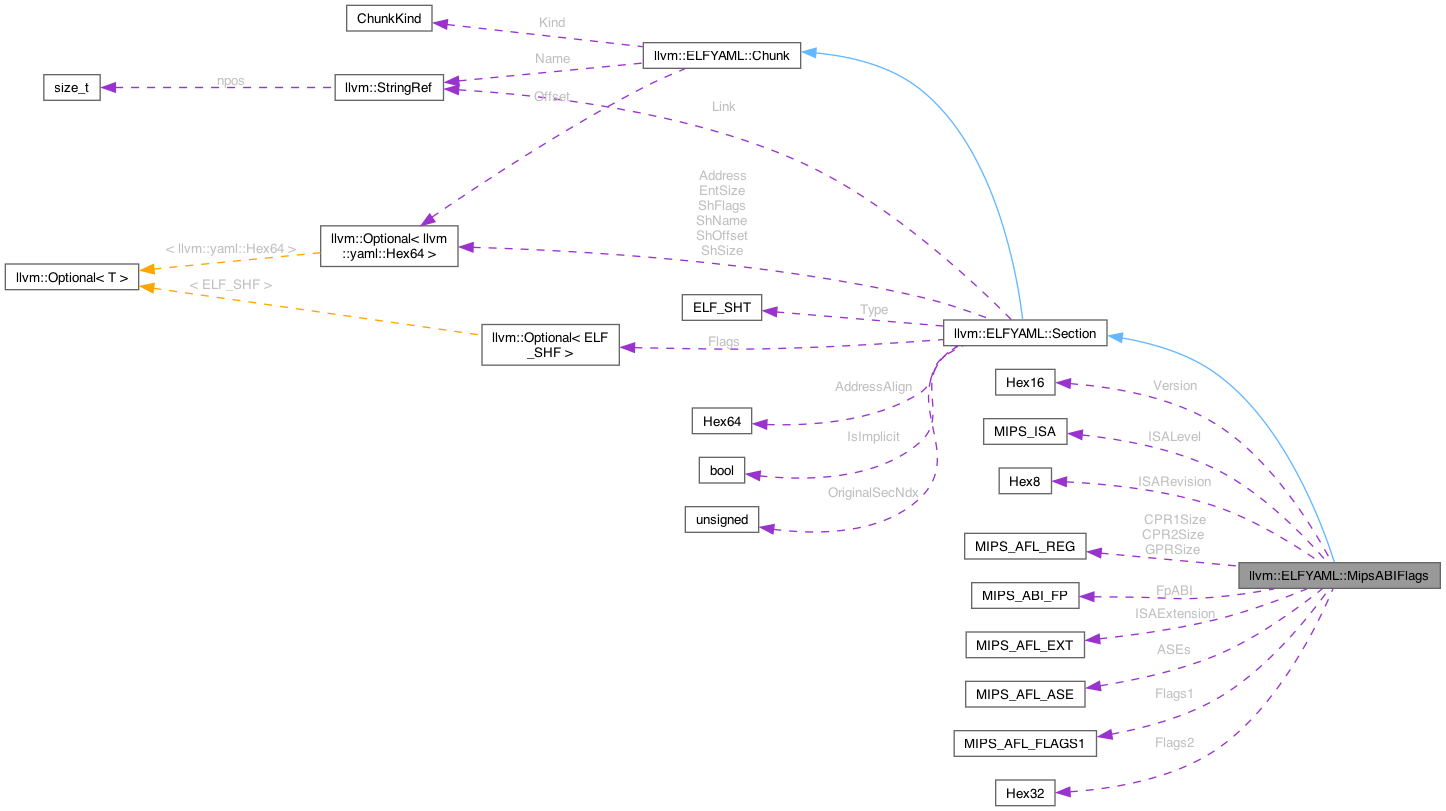 ChunkKind
Kind
llvm::ELFYAML::Chunk
Name
size_t
npos
llvm::StringRef
Offset
Link
Address
EntSize
ShFlags
ShName
ShOffset
ShSize
llvm::Optional< llvm
::yaml::Hex64 >
< llvm::yaml::Hex64 >
llvm::Optional< T >
< ELF_SHF >
ELF_SHT
Type
llvm::ELFYAML::Section
llvm::Optional< ELF
_SHF >
Flags
AddressAlign
Hex64
IsImplicit
bool
OriginalSecNdx
unsigned
Hex16
Version
MIPS_ISA
ISALevel
Hex8
ISARevision
CPR1Size
CPR2Size
GPRSize
MIPS_AFL_REG
llvm::ELFYAML::MipsABIFlags
MIPS_ABI_FP
FpABI
ISAExtension
MIPS_AFL_EXT
ASEs
MIPS_AFL_ASE
Flags1
MIPS_AFL_FLAGS1
Flags2
Hex32